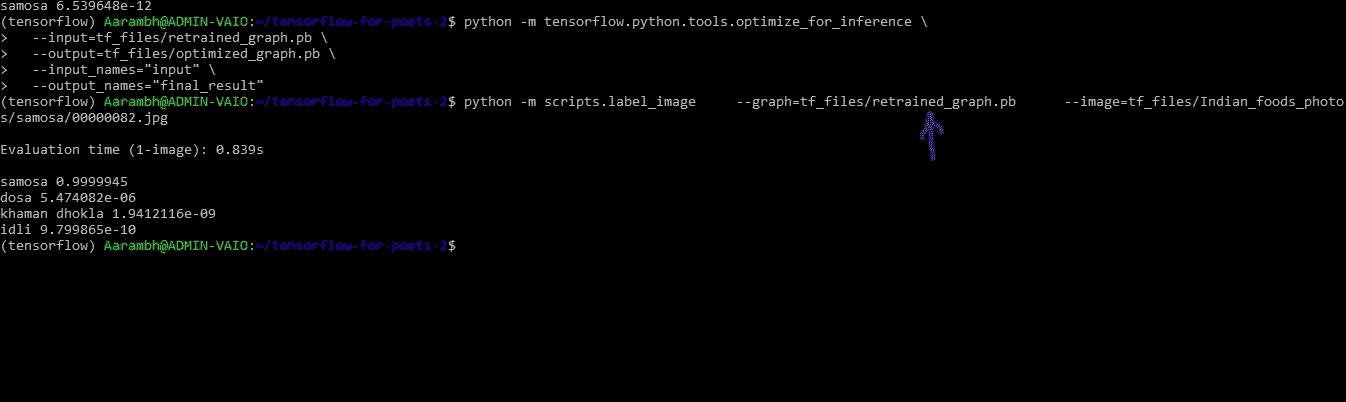 samosa 6.539648e-12
(tensorflow) Aarambh@ADMIN-VAIO:~/tensorflow-for-poets-2$ python -m tensorflow.python.tools.optimize_for_inference \
>   --input=tf_files/retrained_graph.pb \
>   --output=tf_files/optimized_graph.pb \
>   --input_names="input" \
>   --output_names="final_result"
(tensorflow) Aarambh@ADMIN-VAIO:~/tensorflow-for-poets-2$ python -m scripts.label_image     --graph=tf_files/retrained_graph.pb      --image=tf_files/Indian_foods_photo
s/samosa/00000082.jpg
Evaluation time (1-image): 0.839s
samosa 0.9999945
dosa 5.474082e-06
khaman dhokla 1.9412116e-09
idli 9.799865e-10
(tensorflow) Aarambh@ADMIN-VAIO:~/tensorflow-for-poets-2$